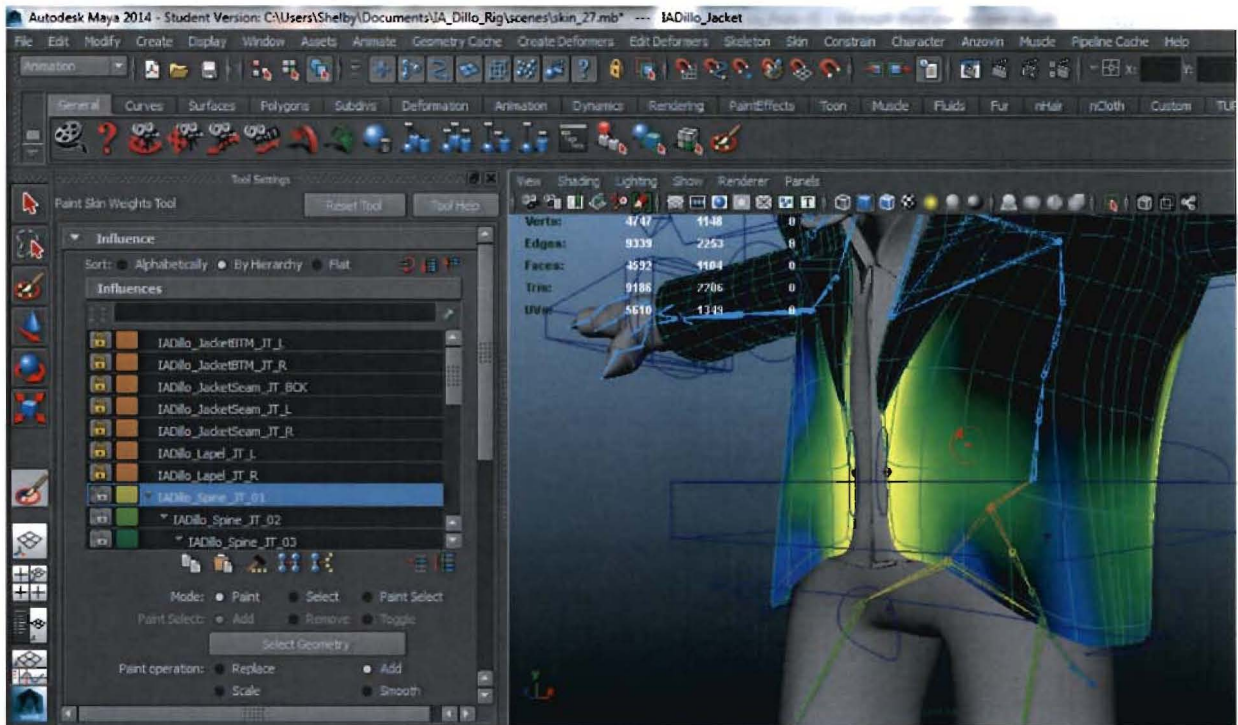 Autodesk Maya 2014 - Student Version: C:\Users\Shelby\Documents\IA_Dillo_Rig\scenes\skin_27.mb* --- IADillo_Jacket
File Edit Modify Create Display Window Assets Animate Geometry Cache Create Deformers Edit Deformers Skeleton Skin Constrain Character Anzovin Muscle Pipeline Cache Help
Animation X: Y:
General Curves Surfaces Polygons Subdivs Deformation Animation Dynamics Rendering PaintEffects Toon Muscle Fluids Fur nHair nCloth Custom TUF
Tool Settings
Paint Skin Weights Tool Reset Tool Tool Help
Influence
Sort: Alphabetically By Hierarchy Flat
Influences
IADillo_JacketBTM_JT_L
IADillo_JacketBTM_JT_R
IADillo_JacketSeam_JT_BCK
IADillo_JacketSeam_JT_L
IADillo_JacketSeam_JT_R
IADillo_Lapel_JT_L
IADillo_Lapel_JT_R
IADillo_Spine_JT_01
IADillo_Spine_JT_02
IADillo_Spine_JT_03
Mode: Paint Select Paint Select
Paint Select: Add Remove Toggle
Select Geometry
Paint operation: Replace Add
Scale Smooth
View Shading Lighting Show Renderer Panels
Verts: 4747 1148 0
Edges: 9339 2253 0
Faces: 4592 1104 0
Tris: 9186 2206 0
UVs: 5610 1349 0